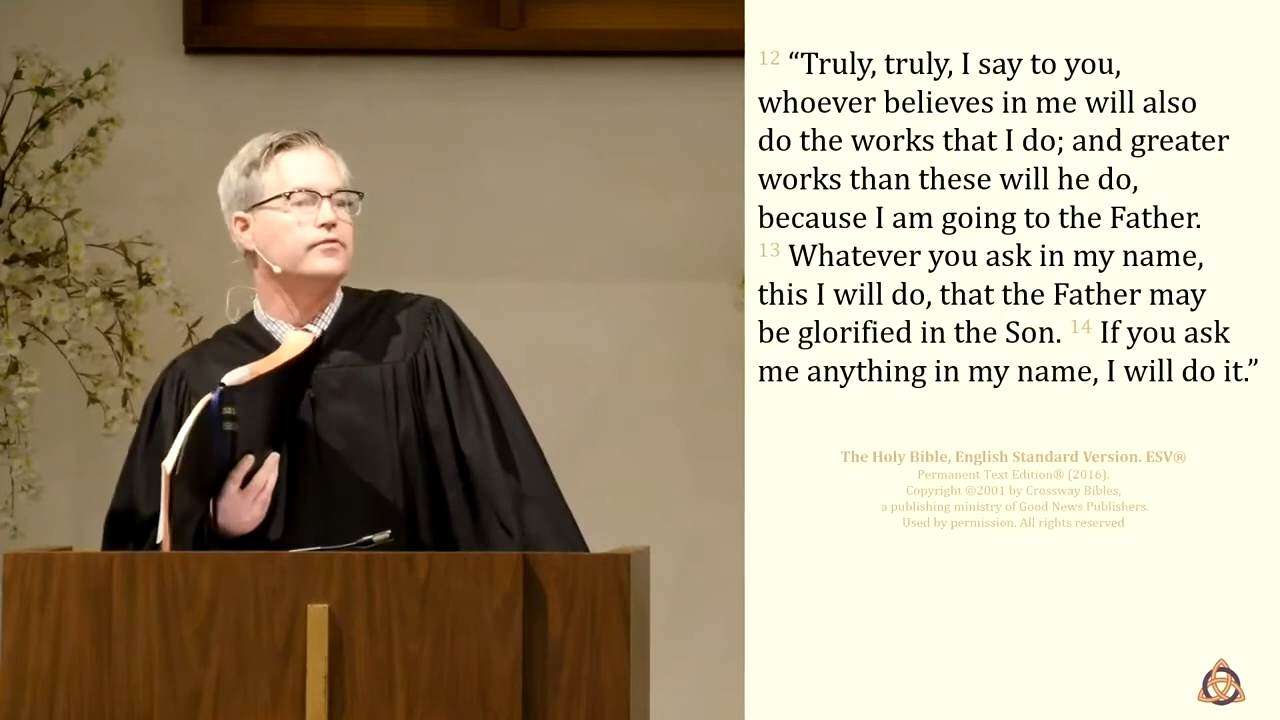 12 “Truly, truly, I say to you,
whoever believes in me will also
do the works that I do; and greater
works than these will he do,
because I am going to the Father.
13 Whatever you ask in my name,
this I will do, that the Father may
be glorified in the Son. 14 If you ask
me anything in my name, I will do it.”
The Holy Bible, English Standard Version. ESV®
Permanent Text Edition® (2016).
Copyright ©2001 by Crossway Bibles,
a publishing ministry of Good News Publishers.
Used by permission. All rights reserved